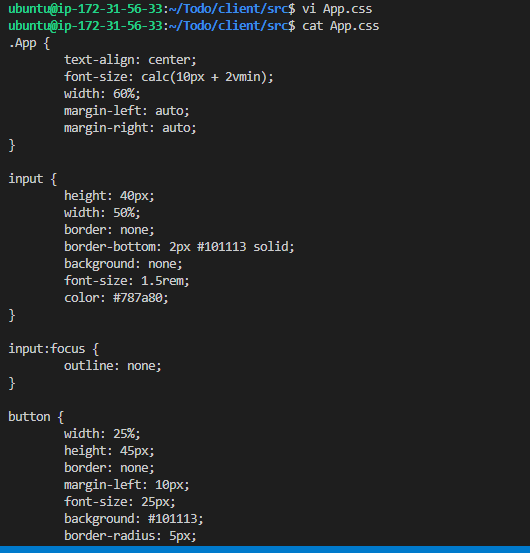 ubuntu@ip-172-31-56-33:~/Todo/client/src$ vi App.css
ubuntu@ip-172-31-56-33:~/Todo/client/src$ cat App.css
.App {
        text-align: center;
        font-size: calc(10px + 2vmin);
        width: 60%;
        margin-left: auto;
        margin-right: auto;
}

input {
        height: 40px;
        width: 50%;
        border: none;
        border-bottom: 2px #101113 solid;
        background: none;
        font-size: 1.5rem;
        color: #787a80;
}

input:focus {
        outline: none;
}

button {
        width: 25%;
        height: 45px;
        border: none;
        margin-left: 10px;
        font-size: 25px;
        background: #101113;
        border-radius: 5px;